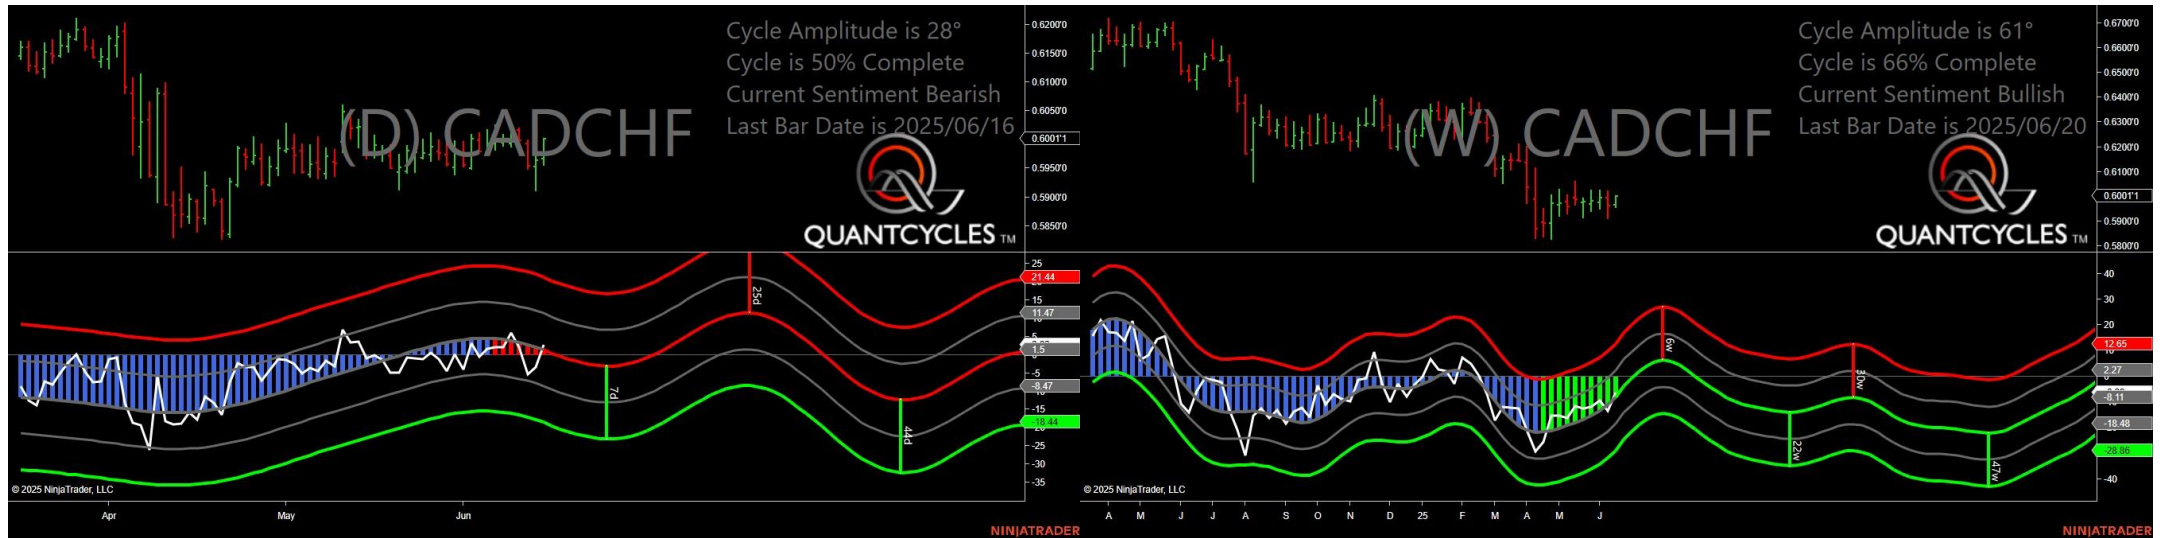 Cycle Amplitude is 28°
Cycle is 50% Complete
Current Sentiment Bearish
Last Bar Date is 2025/06/16
(D) CADCHF
QUANTCYCLES TM
0.6200'0
0.6150'0
0.6100'0
0.6050'0
0.6001'1
0.5950'0
0.5900'0
0.5850'0
25
21.44
15
11.47
5
1.5
-5
-8.47
-15
-18.44
-25
-30
-35
7d
25d
44d
© 2025 NinjaTrader, LLC
Apr
May
Jun
NINJATRADER
Cycle Amplitude is 61°
Cycle is 66% Complete
Current Sentiment Bullish
Last Bar Date is 2025/06/20
(W) CADCHF
QUANTCYCLES TM
0.6700'0
0.6600'0
0.6500'0
0.6400'0
0.6300'0
0.6200'0
0.6100'0
0.6001'1
0.5900'0
0.5800'0
40
30
20
12.65
2.27
-8.11
-18.48
-28.86
-40
6w
22w
30w
47w
© 2025 NinjaTrader, LLC
A M J J A S O N D 25 F M A M J
NINJATRADER